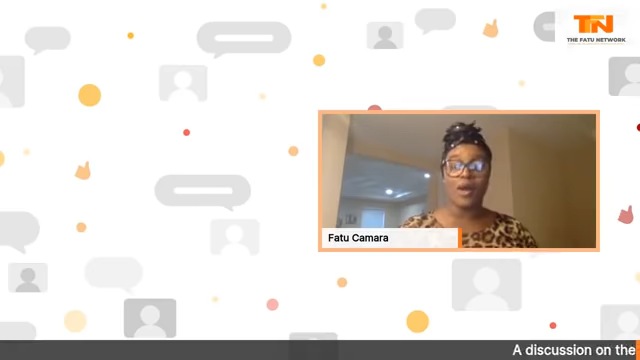 TFN
THE FATU NETWORK
Fatu Camara
A discussion on the